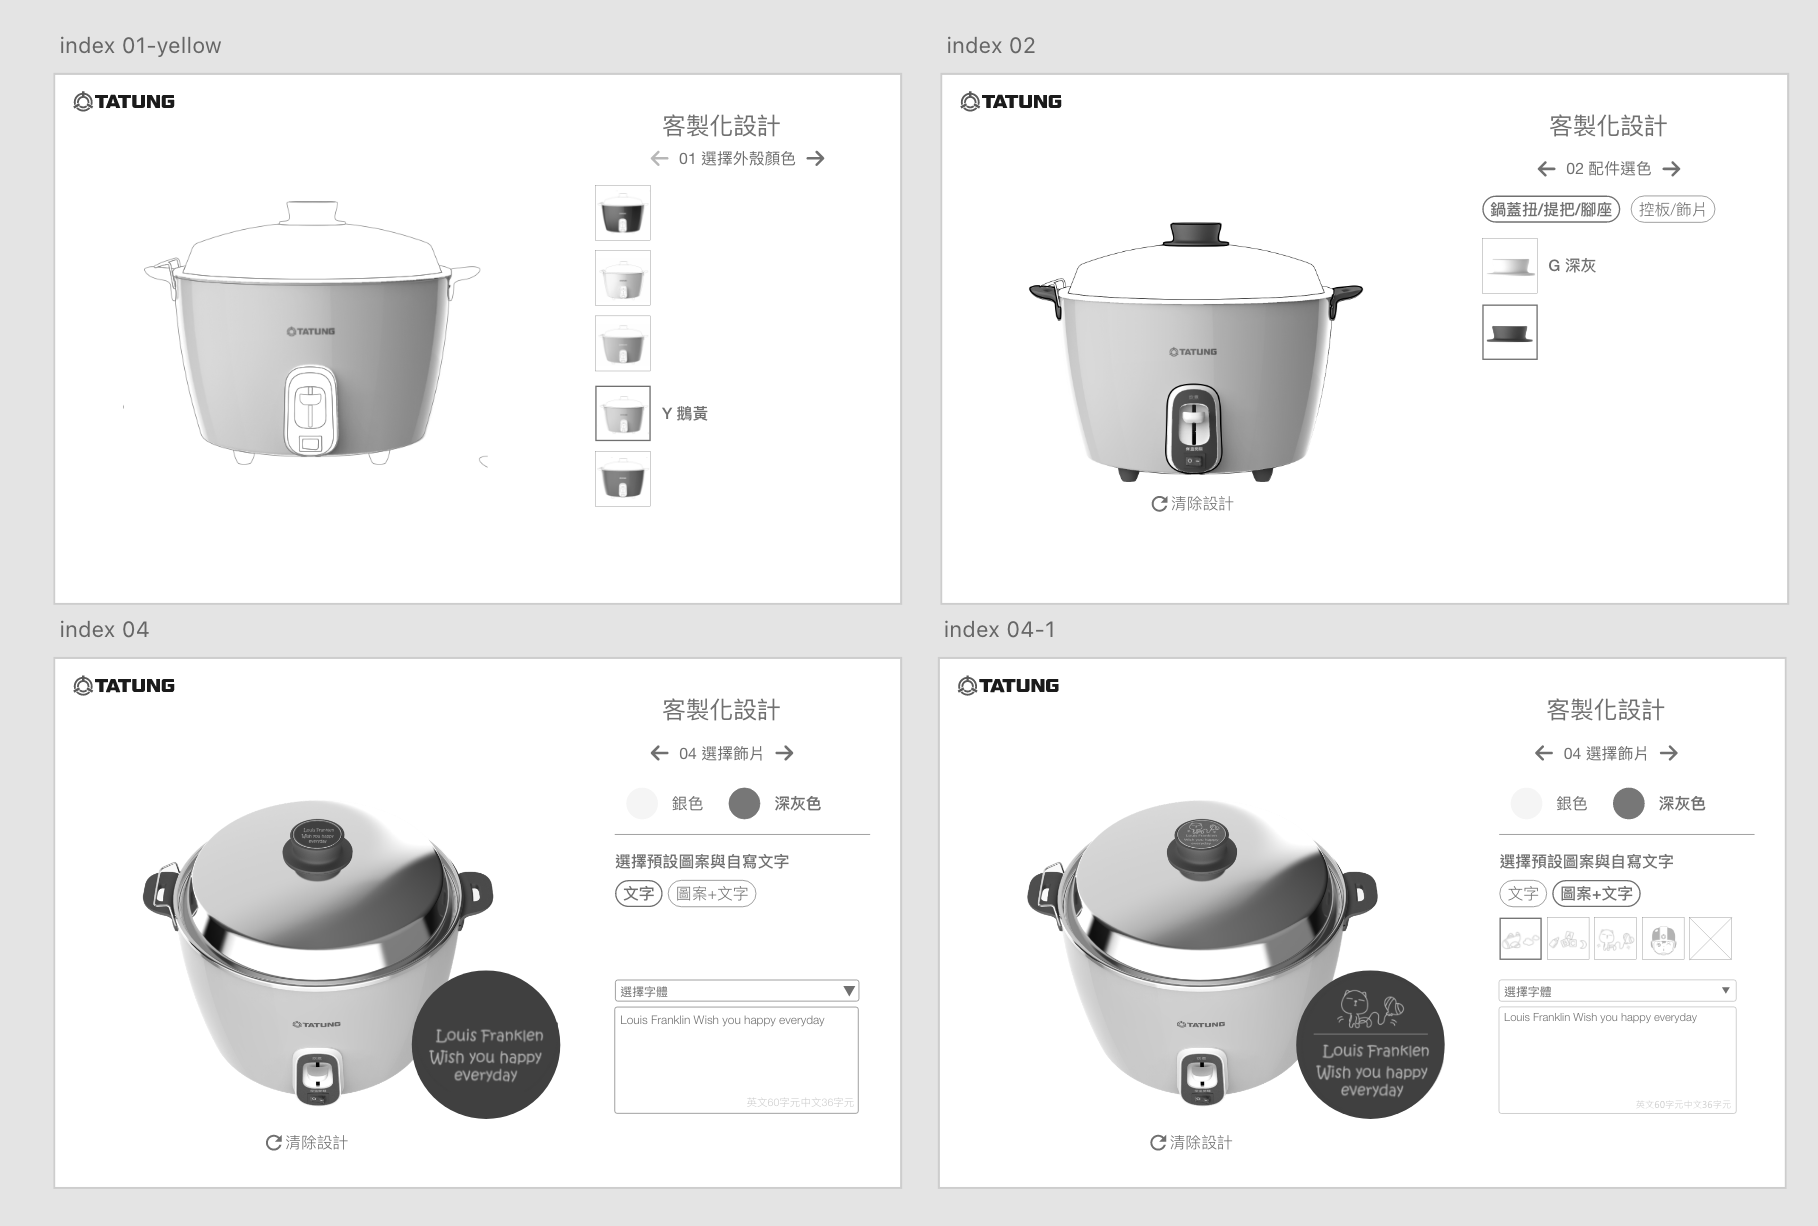 index 01-yellow
TATUNG
客製化設計
01 選擇外殼顏色
TATUNG
Y 鵝黃
index 02
TATUNG
客製化設計
02 配件選色
鍋蓋扭/提把/腳座
控板/飾片
G 深灰
TATUNG
清除設計
index 04
TATUNG
客製化設計
04 選擇飾片
銀色
深灰色
選擇預設圖案與自寫文字
文字
圖案+文字
Louis Franklen
Wish you happy
everyday
TATUNG
Louis Franklen
Wish you happy
everyday
選擇字體
Louis Franklin Wish you happy everyday
英文60字元中文36字元
清除設計
index 04-1
TATUNG
客製化設計
04 選擇飾片
銀色
深灰色
選擇預設圖案與自寫文字
文字
圖案+文字
TATUNG
Louis Franklen
Wish you happy
everyday
選擇字體
Louis Franklin Wish you happy everyday
英文60字元中文36字元
清除設計